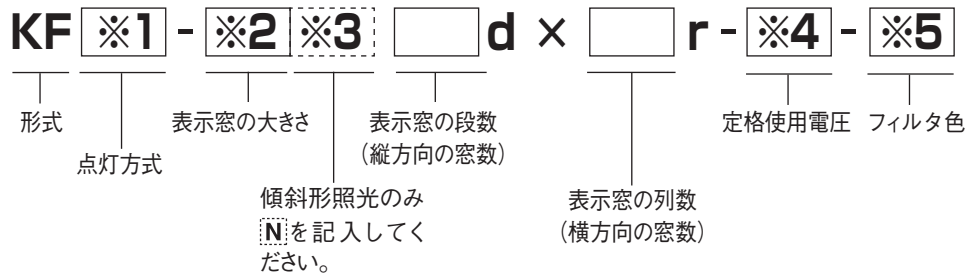 KF ※1 - ※2 ※3 d × r - ※4 - ※5
形式
点灯方式
表示窓の大きさ
傾斜形照光のみ
Nを記入してく
ださい。
表示窓の段数
(縦方向の窓数)
表示窓の列数
(横方向の窓数)
定格使用電圧
フィルタ色